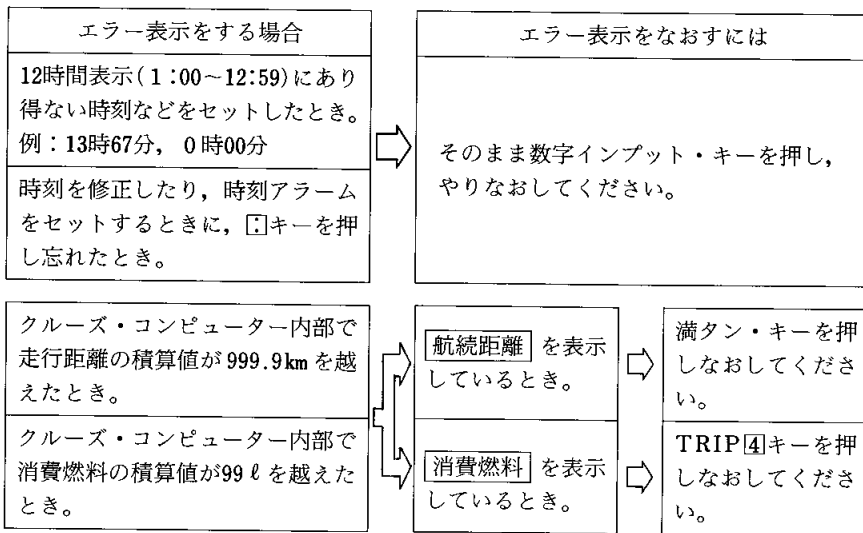 エラー表示をする場合
12時間表示(1:00~12:59)にあり
得ない時刻などをセットしたとき。
例:13時67分, 0時00分
時刻を修正したり,時刻アラーム
をセットするときに,:キーを押
し忘れたとき。
エラー表示をなおすには
そのまま数字インプット・キーを押し,
やりなおしてください。
クルーズ・コンピューター内部で
走行距離の積算値が999.9kmを越
えたとき。
クルーズ・コンピューター内部で
消費燃料の積算値が99ℓを越えた
とき。
航続距離 を表示
しているとき。
満タン・キーを押
しなおしてくださ
い。
消費燃料 を表示
しているとき。
TRIP4キーを押
しなおしてくださ
い。